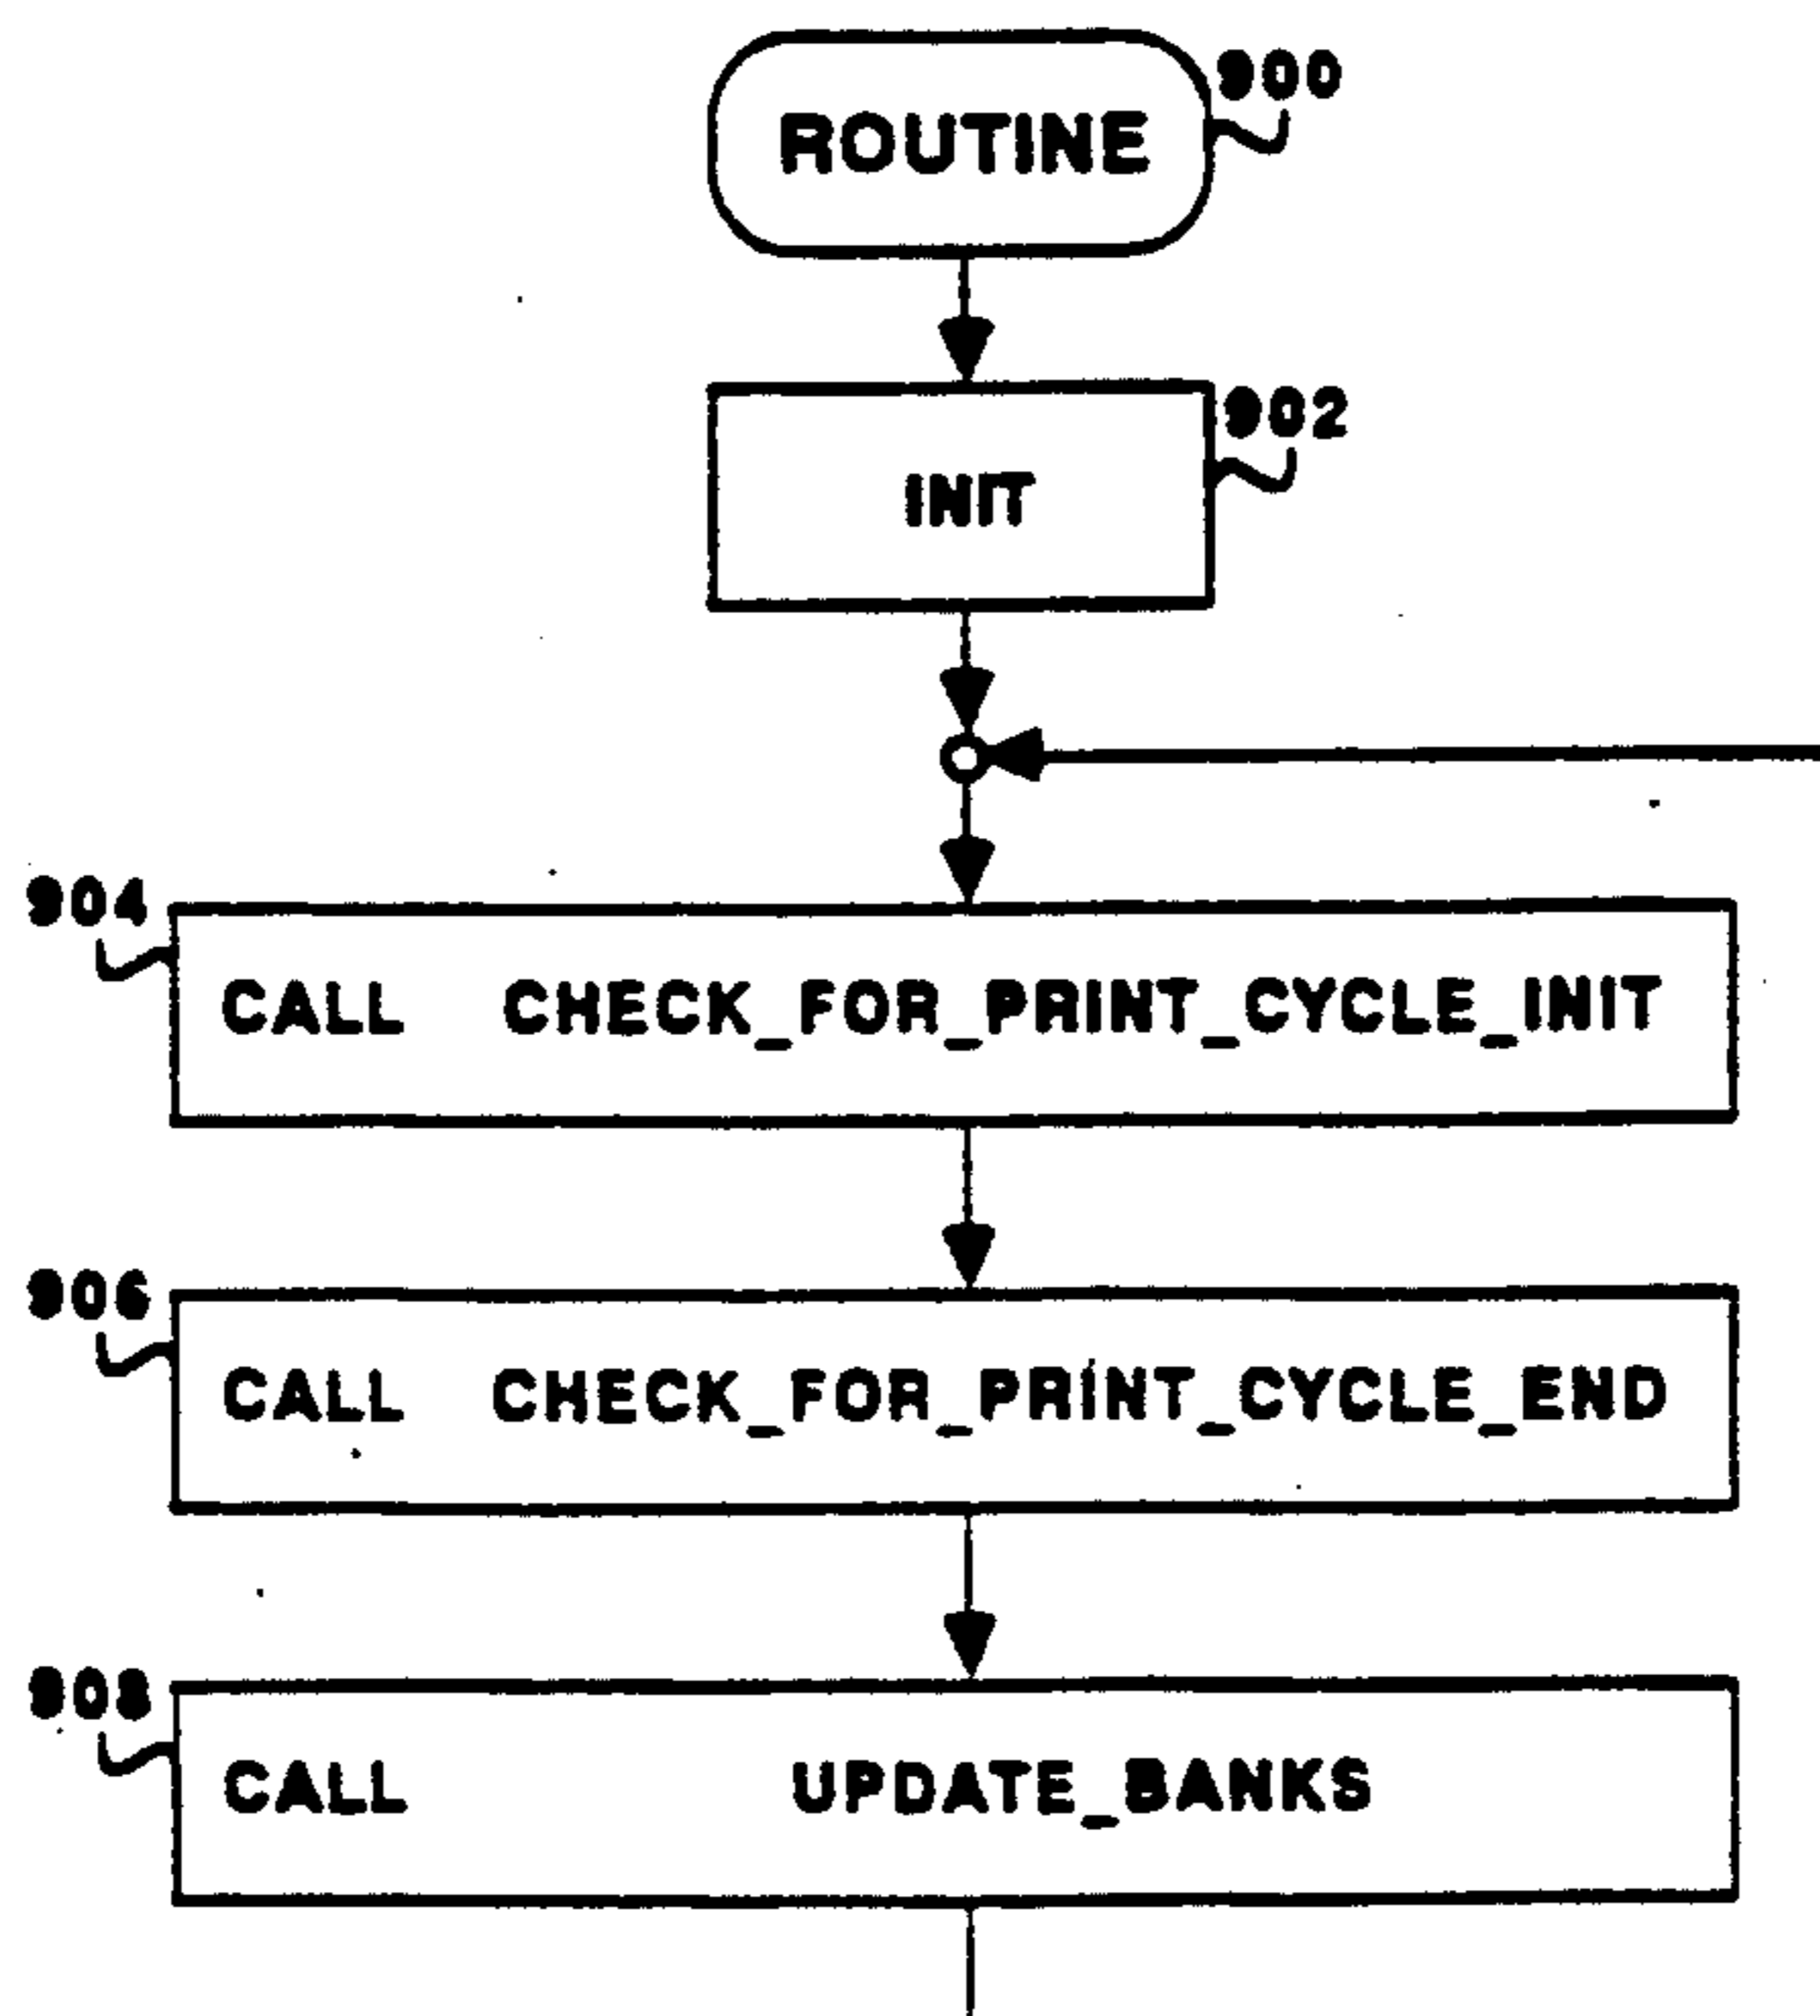 900
ROUTINE
902
INIT
904
CALL CHECK_FOR_PRINT_CYCLE_INIT
906
CALL CHECK_FOR_PRINT_CYCLE_END
908
CALL UPDATE_BANKS